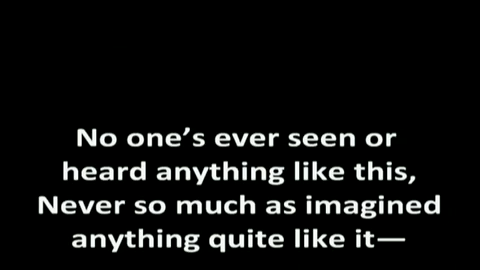 No one’s ever seen or
heard anything like this,
Never so much as imagined
anything quite like it—